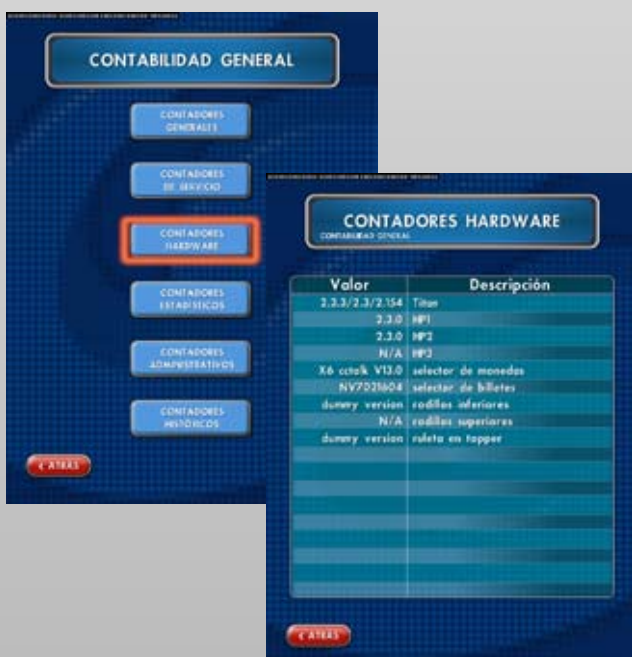 CONTABILIDAD GENERAL
CONTADORES
GENERALES
CONTADORES
DE SERVICIO
CONTADORES
HARDWARE
CONTADORES
ESTADISTICOS
CONTADORES
ADMINISTRATIVOS
CONTADORES
HISTÓRICOS
< ATRAS
CONTADORES HARDWARE
CONTABILIDAD GENERAL
Valor Descripción
2.3.3/2.3/2.154 Titan
2.3.0 HP1
2.3.0 HP2
N/A HP3
X6 cctalk V13.0 selector de monedas
NV7021604 selector de billetes
dummy version rodillos inferiores
N/A rodillos superiores
dummy version ruleta en topper
< ATRAS